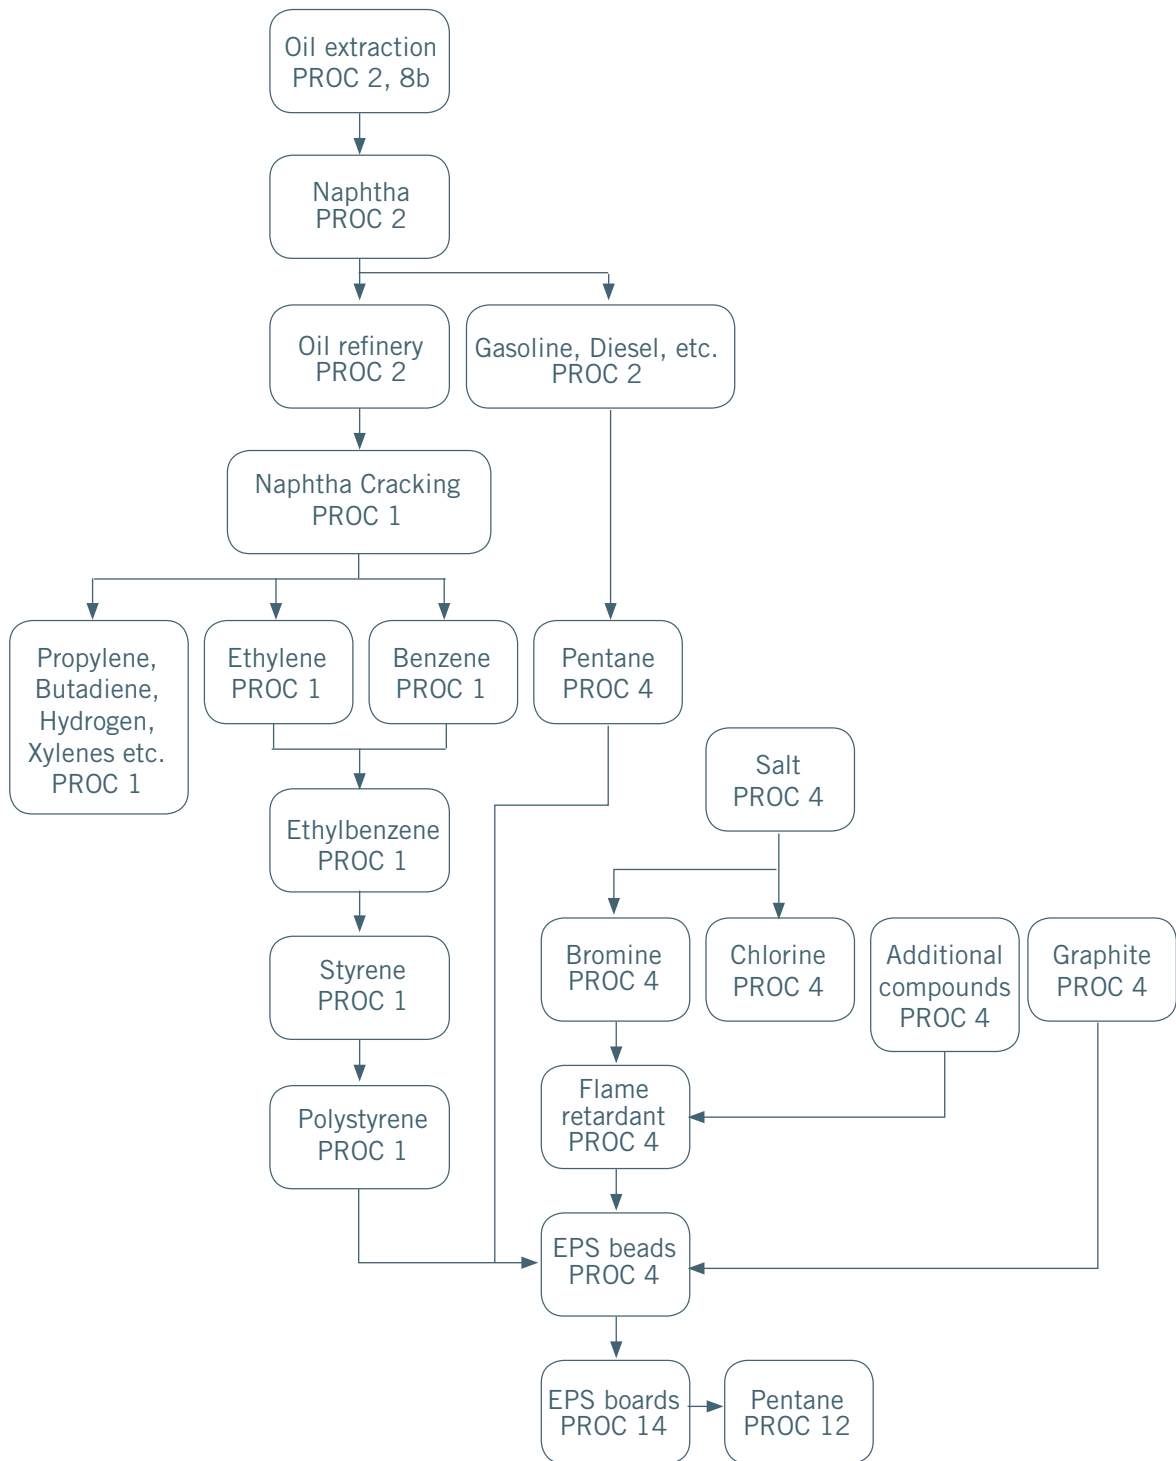 Oil extraction
PROC 2, 8b
Naphtha
PROC 2
Oil refinery
PROC 2
Gasoline, Diesel, etc.
PROC 2
Naphtha Cracking
PROC 1
Propylene,
Butadiene,
Hydrogen,
Xylenes etc.
PROC 1
Ethylene
PROC 1
Benzene
PROC 1
Pentane
PROC 4
Salt
PROC 4
Ethylbenzene
PROC 1
Styrene
PROC 1
Bromine
PROC 4
Chlorine
PROC 4
Additional
compounds
PROC 4
Graphite
PROC 4
Polystyrene
PROC 1
Flame
retardant
PROC 4
EPS beads
PROC 4
EPS boards
PROC 14
Pentane
PROC 12